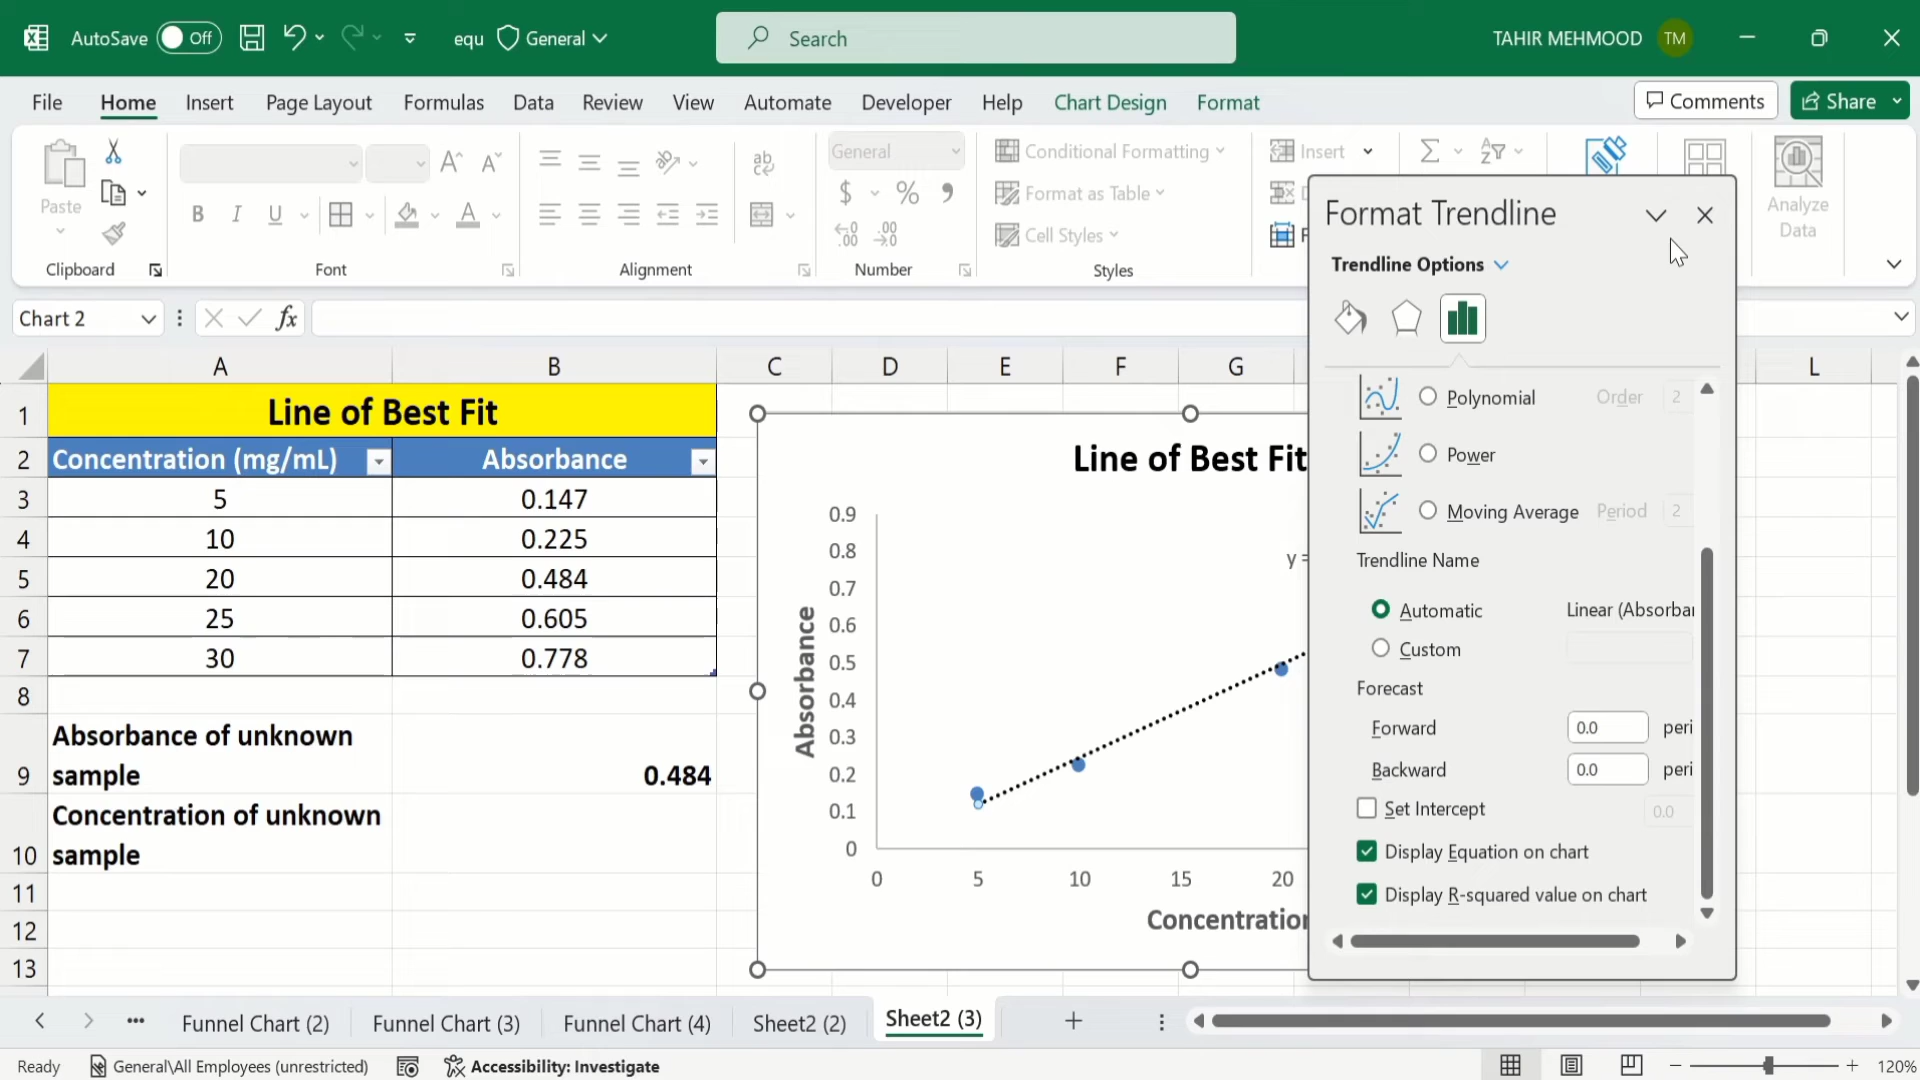 AutoSave Off equ General Search TAHIR MEHMOOD TM
File Home Insert Page Layout Formulas Data Review View Automate Developer Help Chart Design Format Comments Share
Paste
General
Conditional Formatting
Format as Table
Cell Styles
Insert
Analyze
Data
Clipboard Font Alignment Number Styles
Chart 2 fx
A B C D E F G L
1 Line of Best Fit
2 Concentration (mg/mL) Absorbance
3 5 0.147
4 10 0.225
5 20 0.484
6 25 0.605
7 30 0.778
8
9 Absorbance of unknown
sample 0.484
10 Concentration of unknown
sample
11
12
13
Line of Best Fit
y =
Absorbance
0.9
0.8
0.7
0.6
0.5
0.4
0.3
0.2
0.1
0
0 5 10 15 20
Concentration
Format Trendline
Trendline Options
Polynomial Order 2
Power
Moving Average Period 2
Trendline Name
Automatic Linear (Absorbar
Custom
Forecast
Forward 0.0 peri
Backward 0.0 peri
Set Intercept 0.0
Display Equation on chart
Display R-squared value on chart
Funnel Chart (2) Funnel Chart (3) Funnel Chart (4) Sheet2 (2) Sheet2 (3)
Ready General\All Employees (unrestricted) Accessibility: Investigate 120%